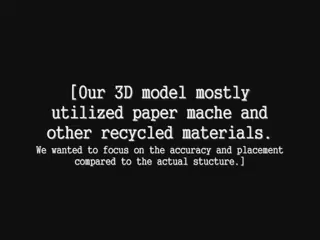 [Our 3D model mostly
utilized paper mache and
other recycled materials.
We wanted to focus on the accuracy and placement
compared to the actual stucture.]